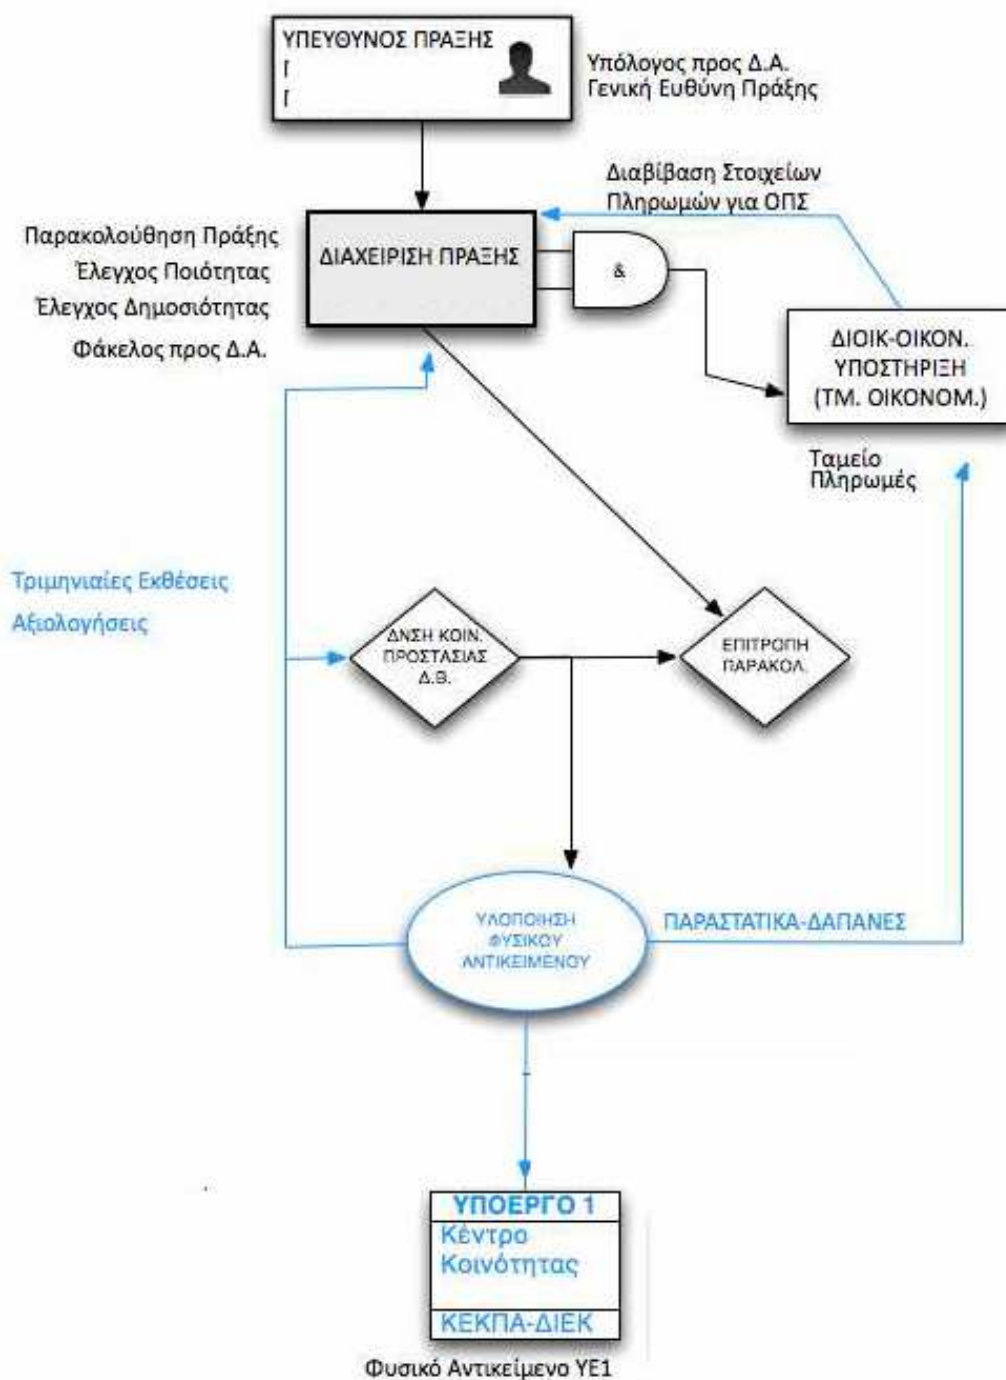 ΥΠΕΥΘΥΝΟΣ ΠΡΑΞΗΣ
Υπόλογος προς Δ.Α.
Γενική Ευθύνη Πράξης
Διαβίβαση Στοιχείων
Πληρωμών για ΟΠΣ
Παρακολούθηση Πράξης
Έλεγχος Ποιότητας
Έλεγχος Δημοσιότητας
Φάκελος προς Δ.Α.
ΔΙΑΧΕΙΡΙΣΗ ΠΡΑΞΗΣ
&
ΔΙΟΙΚ-ΟΙΚΟΝ.
ΥΠΟΣΤΗΡΙΞΗ
(ΤΜ. ΟΙΚΟΝΟΜ.)
Ταμείο
Πληρωμές
Τριμηνιαίες Εκθέσεις
Αξιολογήσεις
ΔΝΣΗ ΚΟΙΝ.
ΠΡΟΣΤΑΣΙΑΣ
Δ.Β.
ΕΠΙΤΡΟΠΗ
ΠΑΡΑΚΟΛ.
ΥΛΟΠΟΙΗΣΗ
ΦΥΣΙΚΟΥ
ΑΝΤΙΚΕΙΜΕΝΟΥ
ΠΑΡΑΣΤΑΤΙΚΑ-ΔΑΠΑΝΕΣ
ΥΠΟΕΡΓΟ 1
Κέντρο
Κοινότητας
ΚΕΚΠΑ-ΔΙΕΚ
Φυσικό Αντικείμενο ΥΕ1